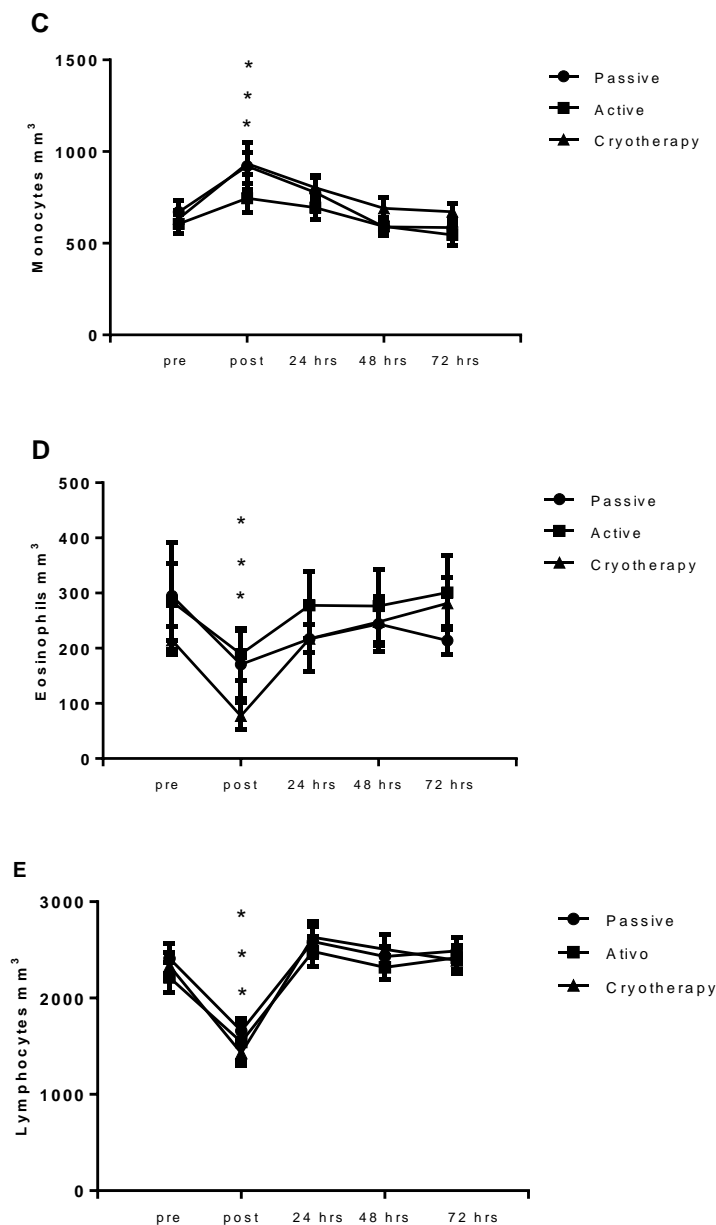 C
1500
1000
500
0
Monocytes mm³
*
*
*
Passive
Active
Cryotherapy
pre post 24 hrs 48 hrs 72 hrs
D
500
400
300
200
100
0
Eosinophils mm³
*
*
*
Passive
Active
Cryotherapy
pre post 24 hrs 48 hrs 72 hrs
E
3000
2000
1000
0
Lymphocytes mm³
*
*
*
Passive
Ativo
Cryotherapy
pre post 24 hrs 48 hrs 72 hrs